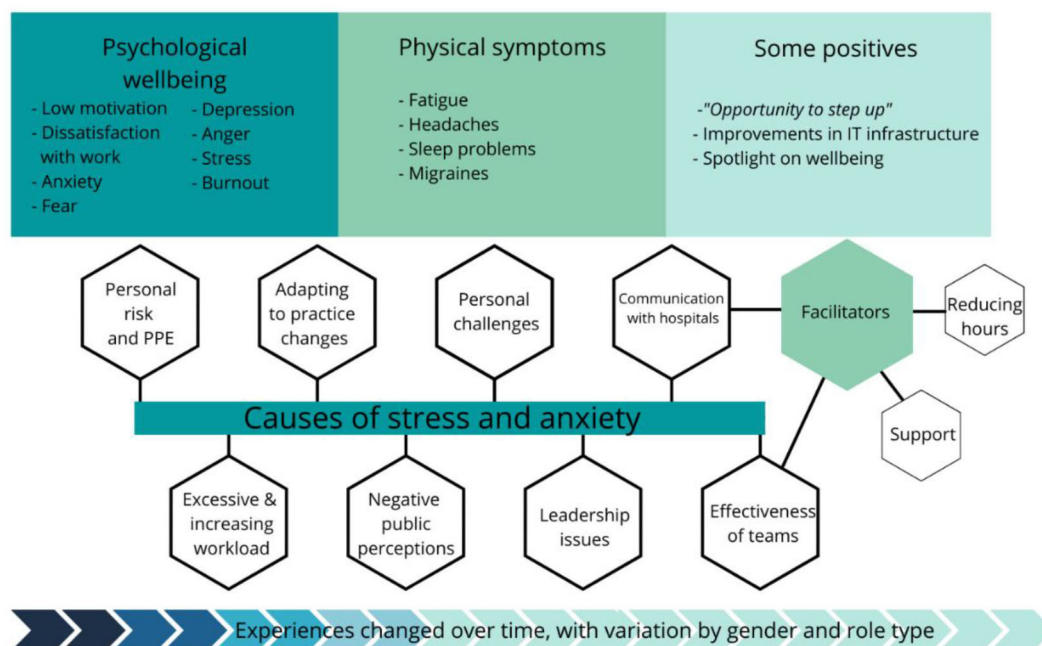 Psychological
wellbeing
- Low motivation
- Dissatisfaction
with work
- Anxiety
- Fear
- Depression
- Anger
- Stress
- Burnout
Physical symptoms
- Fatigue
- Headaches
- Sleep problems
- Migraines
Some positives
-"Opportunity to step up"
- Improvements in IT infrastructure
- Spotlight on wellbeing
Personal
risk
and PPE
Adapting
to practice
changes
Personal
challenges
Communication
with hospitals
Facilitators
Reducing
hours
Support
Causes of stress and anxiety
Excessive &
increasing
workload
Negative
public
perceptions
Leadership
issues
Effectiveness
of teams
Experiences changed over time, with variation by gender and role type